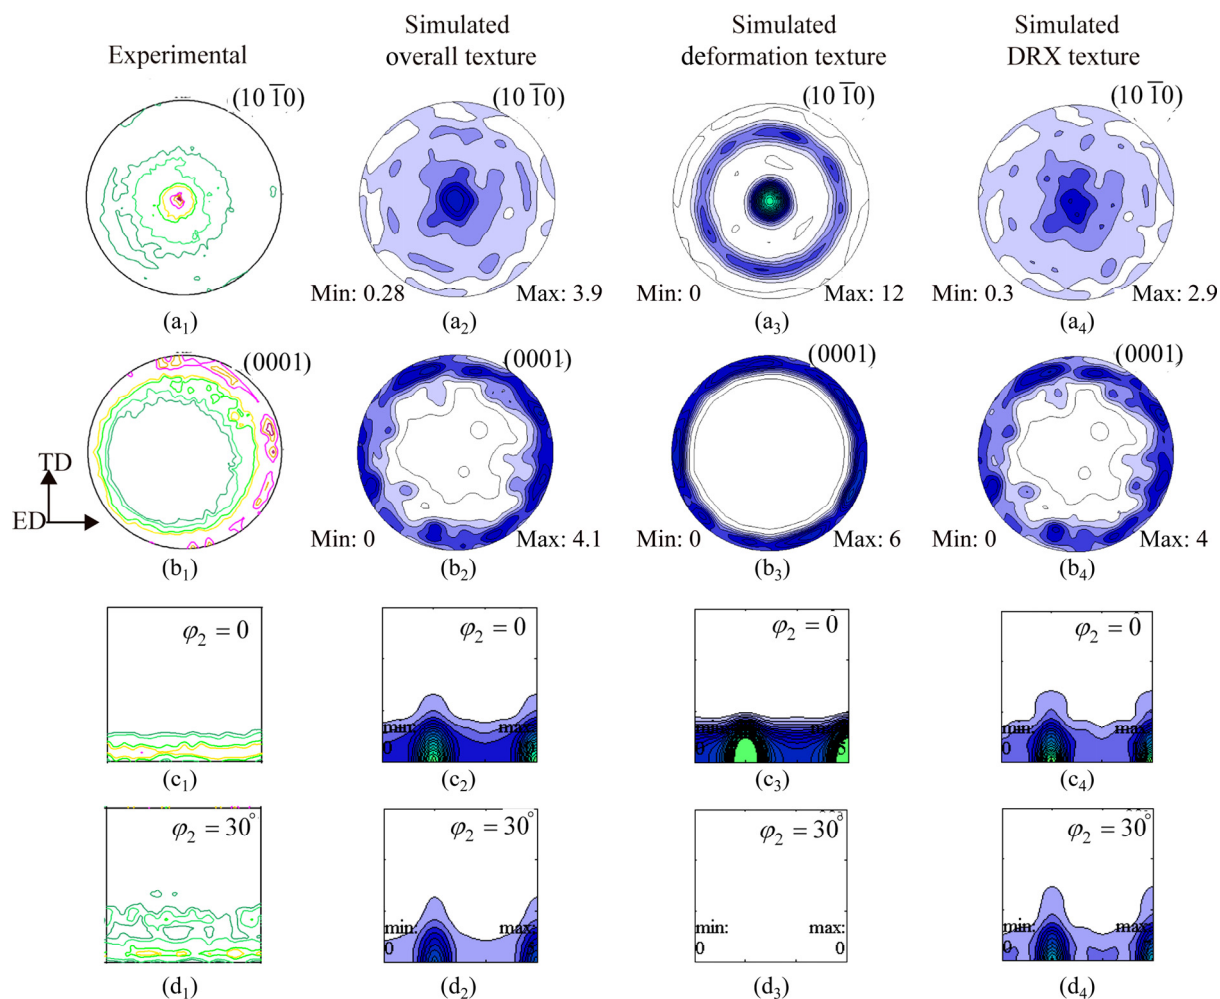 Experimental
Simulated
overall texture
Simulated
deformation texture
Simulated
DRX texture
(10 1̅0)
(10 1̅0)
(10 1̅0)
(10 1̅0)
Min: 0.28
Max: 3.9
Min: 0
Max: 12
Min: 0.3
Max: 2.9
(a₁)
(a₂)
(a₃)
(a₄)
(0001)
(0001)
(0001)
(0001)
TD
ED
Min: 0
Max: 4.1
Min: 0
Max: 6
Min: 0
Max: 4
(b₁)
(b₂)
(b₃)
(b₄)
φ₂ = 0
φ₂ = 0
φ₂ = 0
φ₂ = 0
min:
0
max:
min:
0
max:
5
min:
0
max:
(c₁)
(c₂)
(c₃)
(c₄)
φ₂ = 30°
φ₂ = 30°
φ₂ = 30°
φ₂ = 30°
min:
0
max:
min:
0
max:
0
min:
0
max:
(d₁)
(d₂)
(d₃)
(d₄)